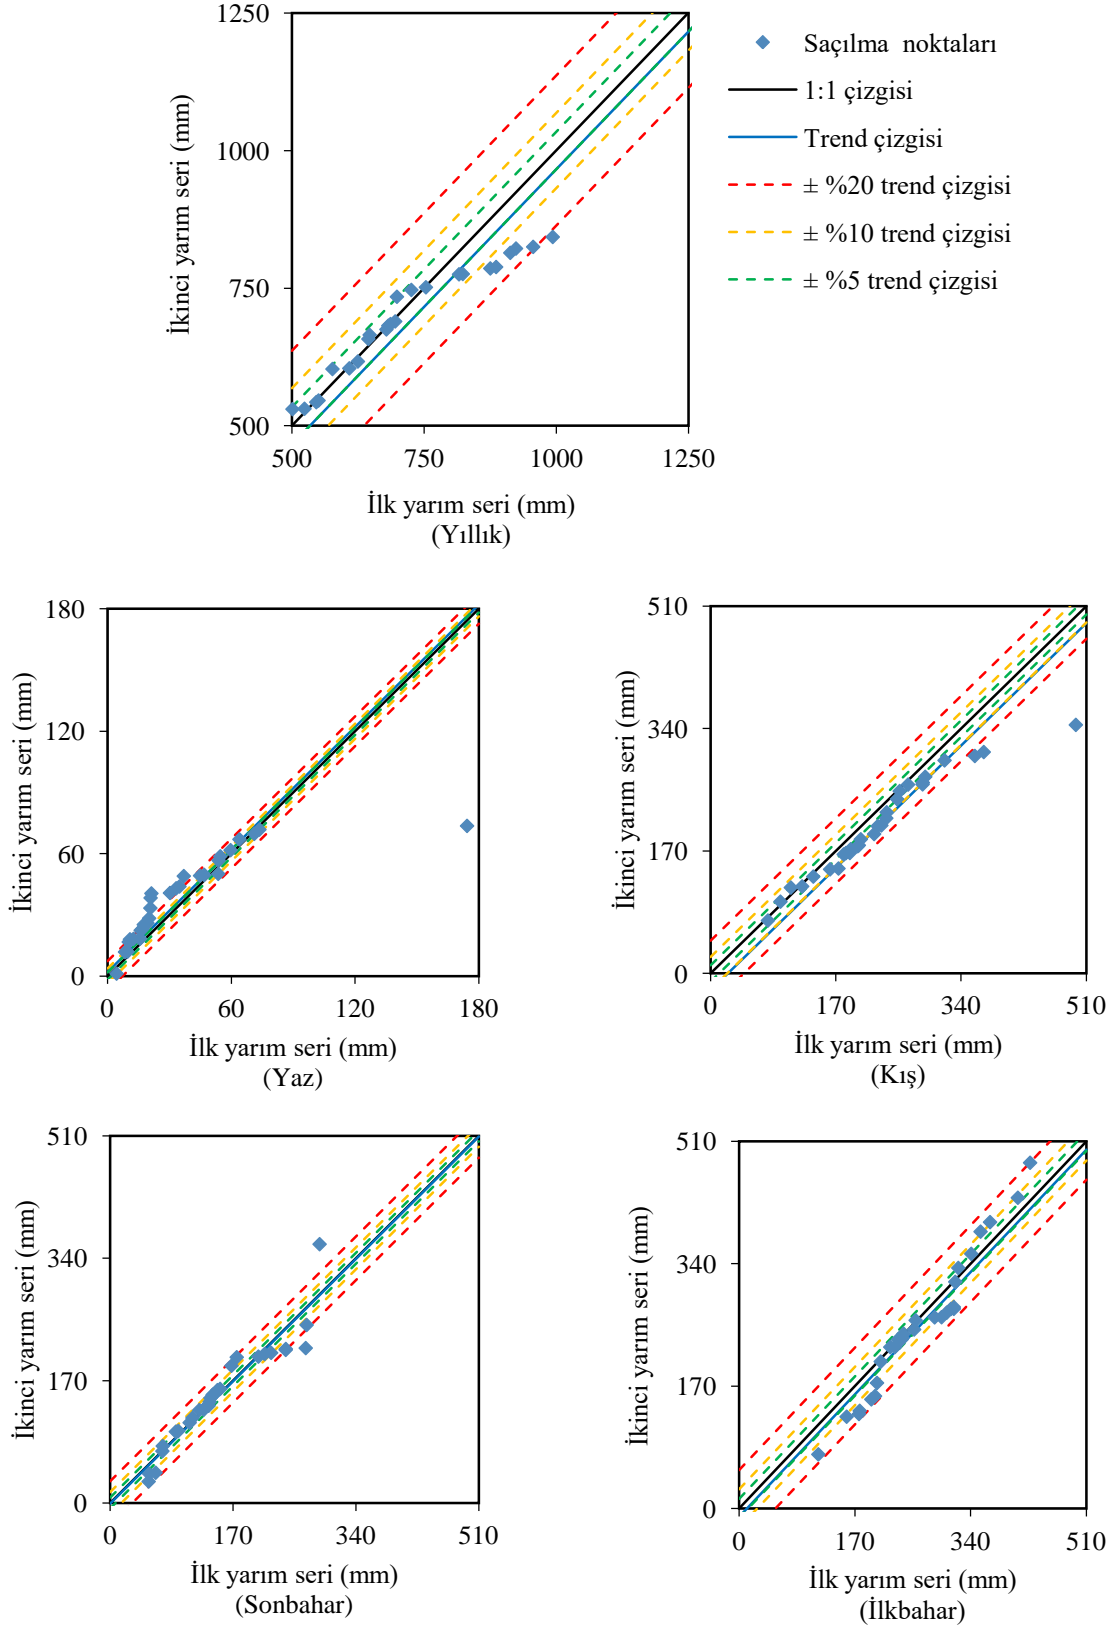 1250
1000
750
500
500 750 1000 1250
İkinci yarım seri (mm)
İlk yarım seri (mm)
(Yıllık)
Saçılma noktaları
1:1 çizgisi
Trend çizgisi
± %20 trend çizgisi
± %10 trend çizgisi
± %5 trend çizgisi
180
120
60
0
0 60 120 180
İkinci yarım seri (mm)
İlk yarım seri (mm)
(Yaz)
510
340
170
0
0 170 340 510
İkinci yarım seri (mm)
İlk yarım seri (mm)
(Kış)
510
340
170
0
0 170 340 510
İkinci yarım seri (mm)
İlk yarım seri (mm)
(Sonbahar)
510
340
170
0
0 170 340 510
İkinci yarım seri (mm)
İlk yarım seri (mm)
(İlkbahar)